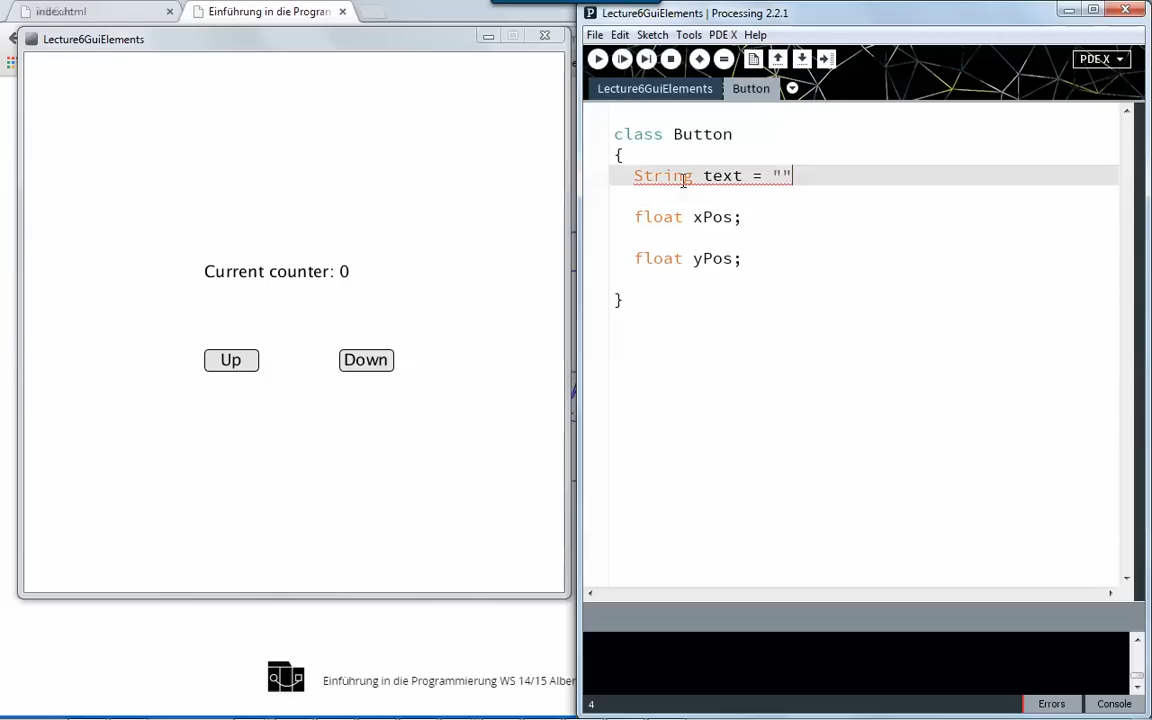 index.html
Einführung in die Program
Lecture6GuiElements
Current counter: 0
Up
Down
Einführung in die Programmierung WS 14/15 Alber
Lecture6GuiElements | Processing 2.2.1
File Edit Sketch Tools PDE X Help
PDE X
Lecture6GuiElements Button
class Button
{
String text = ""
float xPos;
float yPos;
}
4
Errors Console